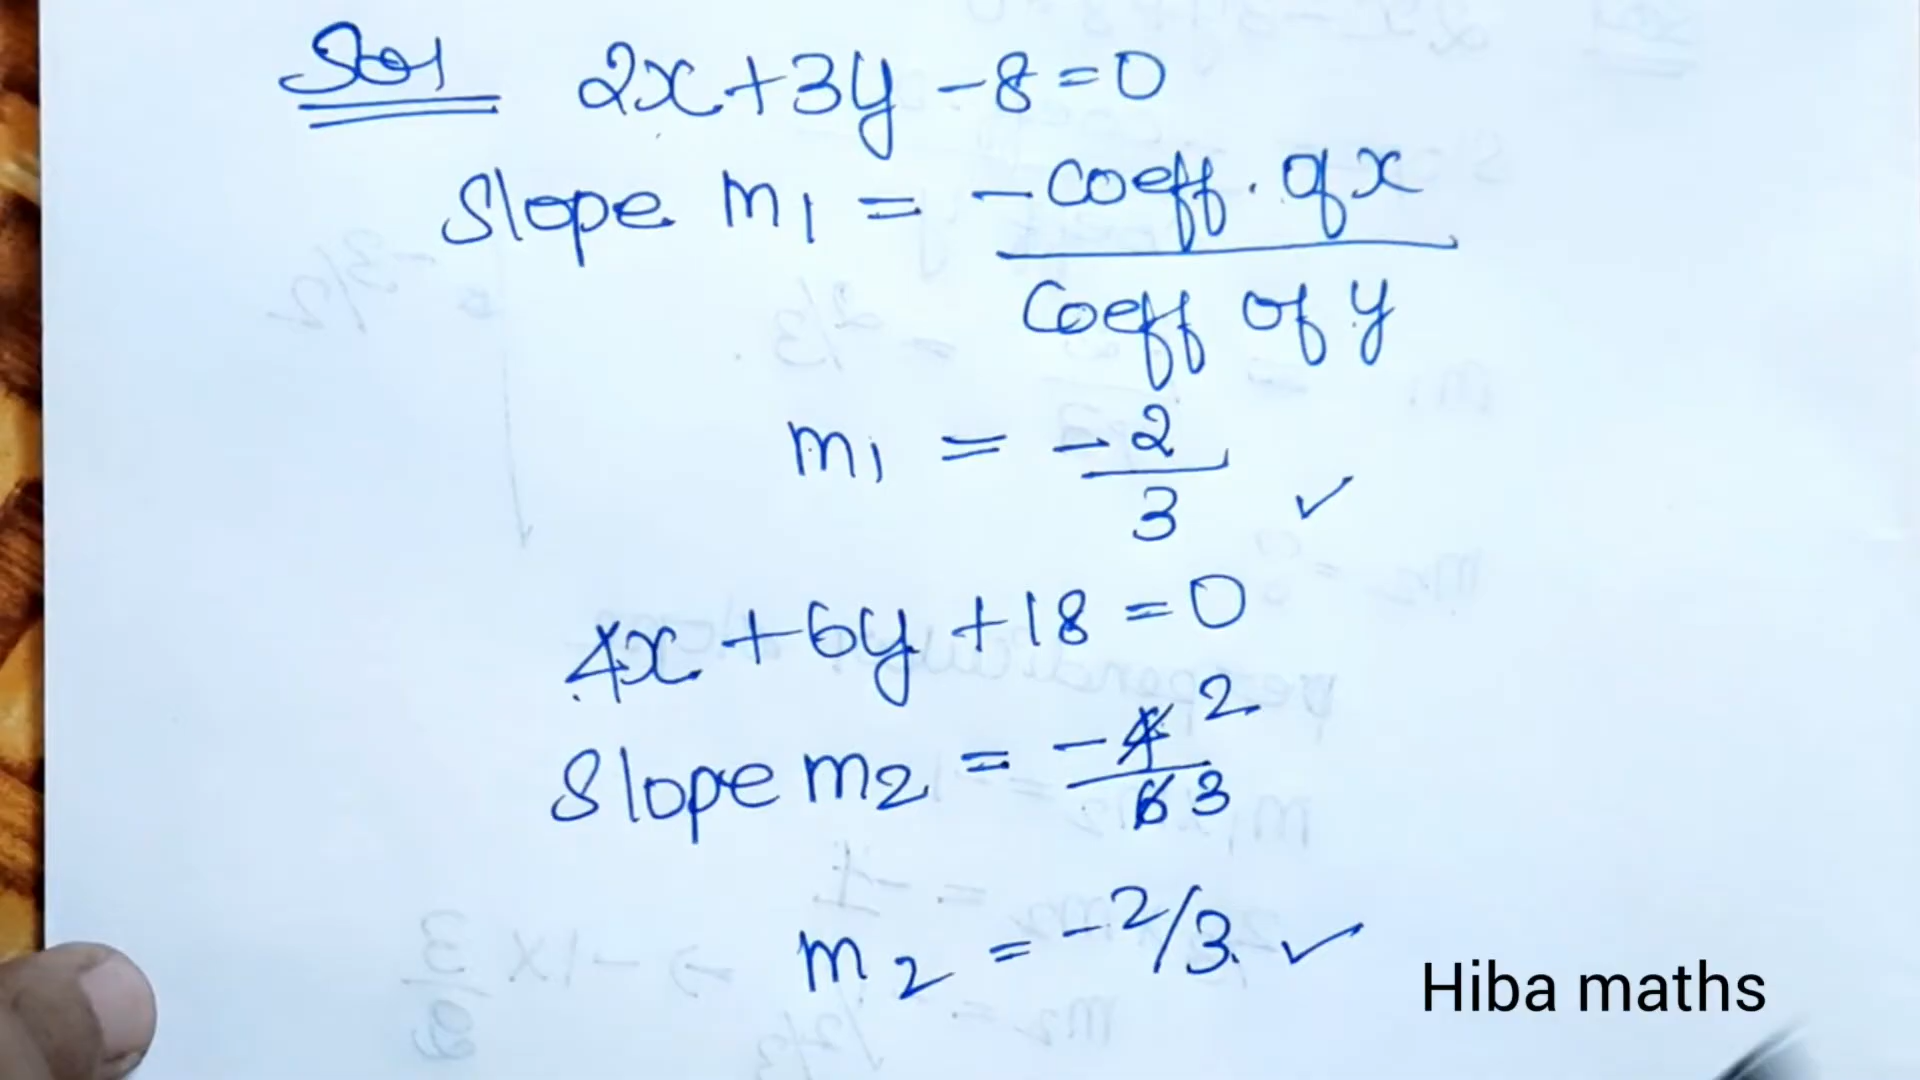 Sol 2x+3y-8=0
Slope m1 = -coeff. of x
coeff of y
m1 = -2
3 ✓
4x+6y+18=0
Slope m2 = -4 2
6 3
m2 = -2/3. ✓
Hiba maths